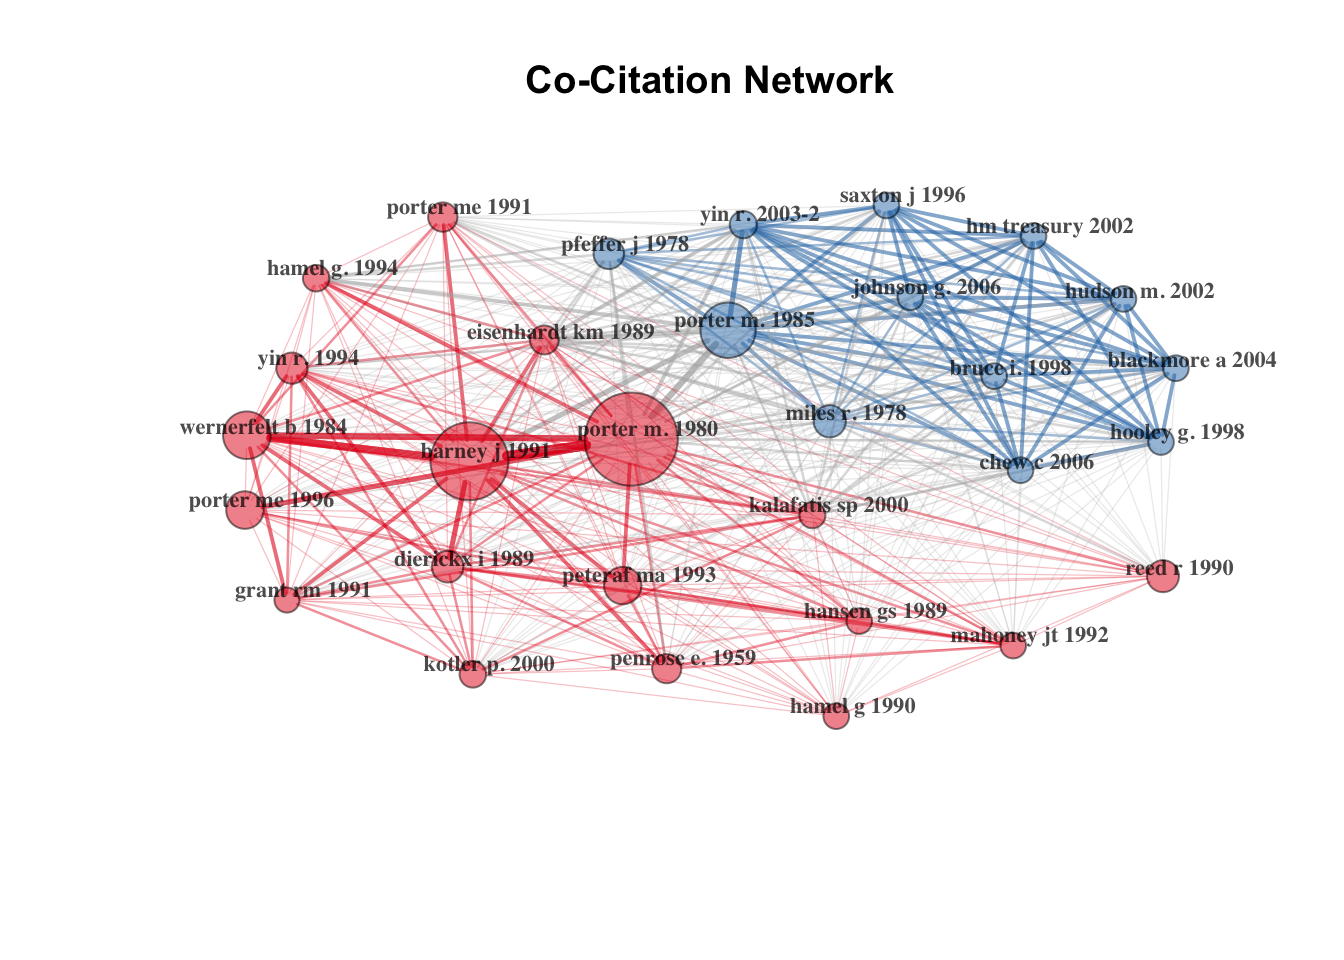 Co-Citation Network
saxton j 1996
porter me 1991
yin r. 2003-2
hm treasury 2002
pfeffer j 1978
hamel g. 1994
johnson g. 2006
hudson m. 2002
porter m. 1985
eisenhardt km 1989
yin r. 1994
blackmore a 2004
bruce i. 1998
miles r. 1978
wernerfelt b 1984
porter m. 1980
hooley g. 1998
barney j 1991
chew c 2006
porter me 1996
kalafatis sp 2000
dierickx i 1989
reed r 1990
peteraf ma 1993
grant rm 1991
hansen gs 1989
mahoney jt 1992
penrose e. 1959
kotler p. 2000
hamel g 1990